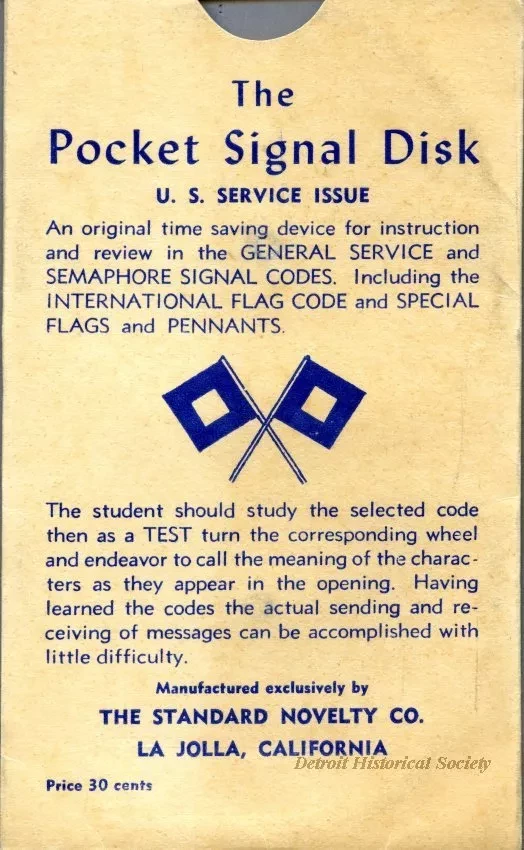 The
Pocket Signal Disk
U. S. SERVICE ISSUE
An original time saving device for instruction
and review in the GENERAL SERVICE and
SEMAPHORE SIGNAL CODES. Including the
INTERNATIONAL FLAG CODE and SPECIAL
FLAGS and PENNANTS.
The student should study the selected code
then as a TEST turn the corresponding wheel
and endeavor to call the meaning of the charac-
ters as they appear in the opening. Having
learned the codes the actual sending and re-
ceiving of messages can be accomplished with
little difficulty.
Manufactured exclusively by
THE STANDARD NOVELTY CO.
LA JOLLA, CALIFORNIA
Detroit Historical Society
Price 30 cents